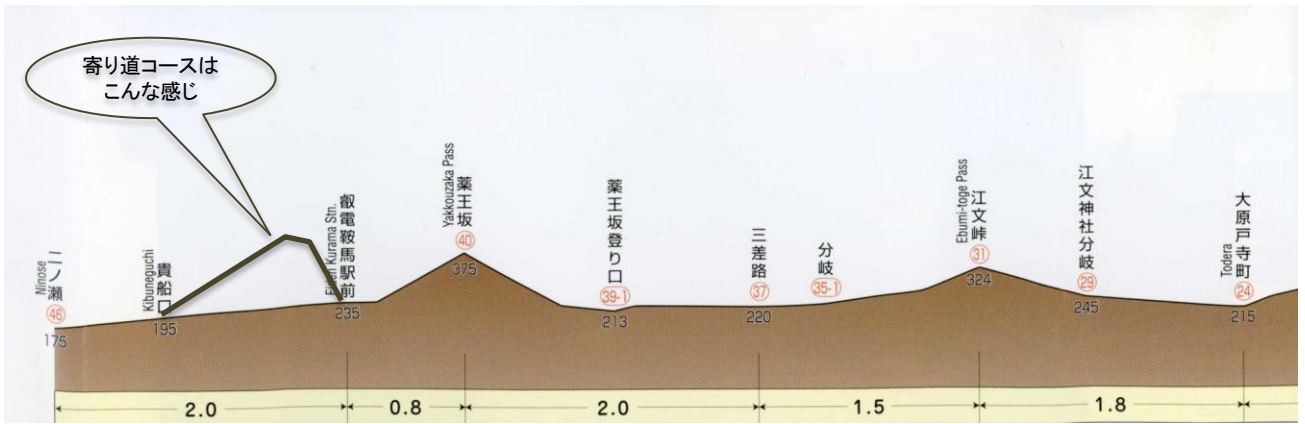 寄り道コースは
こんな感じ
Ninose
二ノ瀬
46
175
Kibuneguchi
貴船口
195
Kurama Stn.
叡電鞍馬駅前
235
Yakkouzaka Pass
薬王坂
40
375
薬王坂登り口
39-1
213
三差路
37
220
分岐
35-1
Ebumi-toge Pass
江文峠
31
324
江文神社分岐
29
245
Todera
大原戸寺町
24
215
2.0
0.8
2.0
1.5
1.8